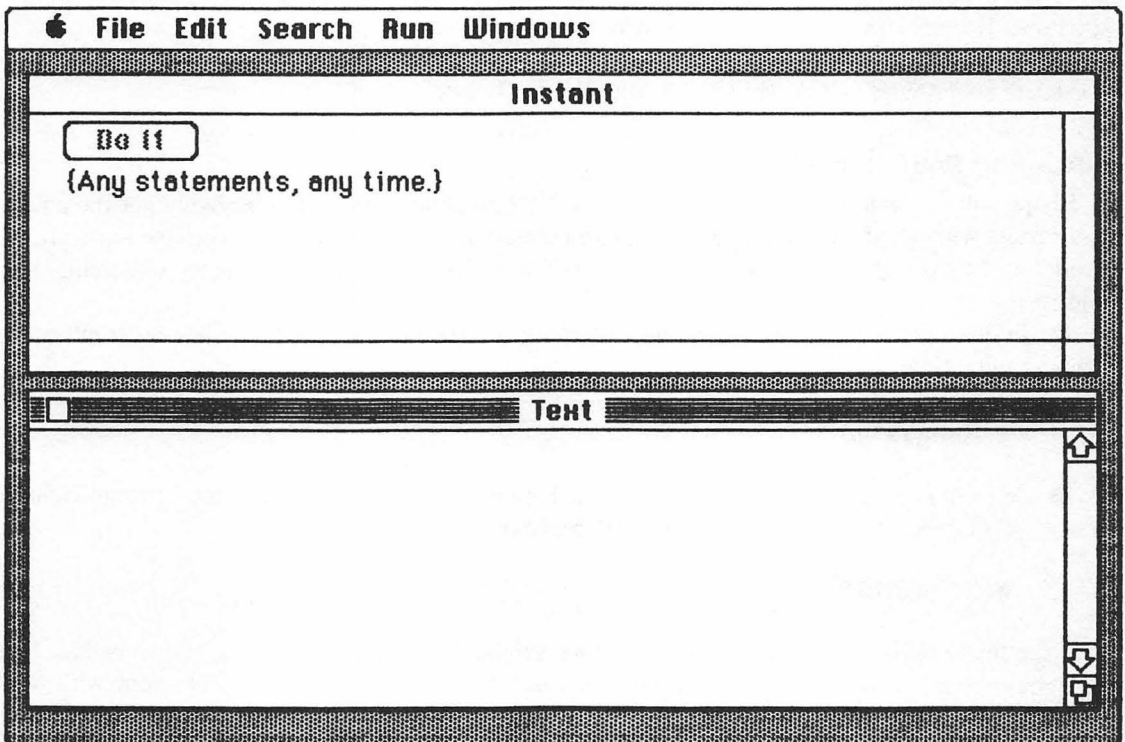 File Edit Search Run Windows
Instant
Do It
{Any statements, any time.}
Text